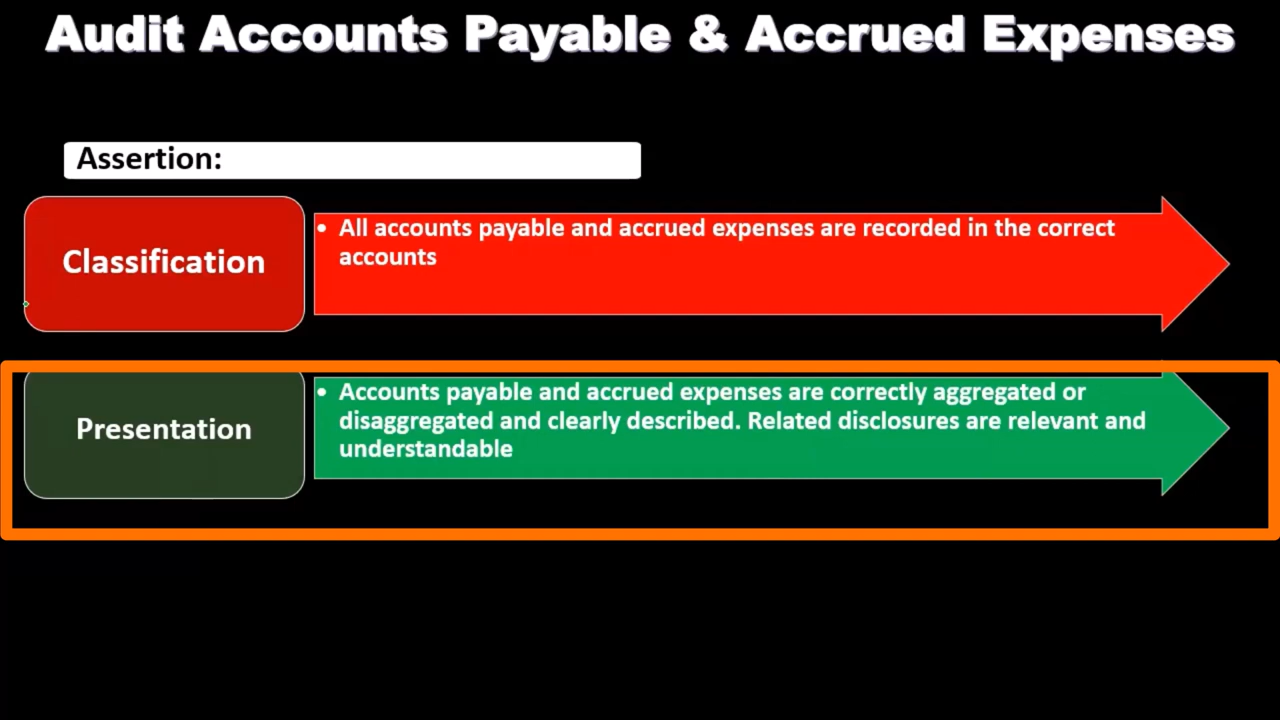 Audit Accounts Payable & Accrued Expenses
Assertion:
Classification
• All accounts payable and accrued expenses are recorded in the correct
accounts
Presentation
• Accounts payable and accrued expenses are correctly aggregated or
disaggregated and clearly described. Related disclosures are relevant and
understandable